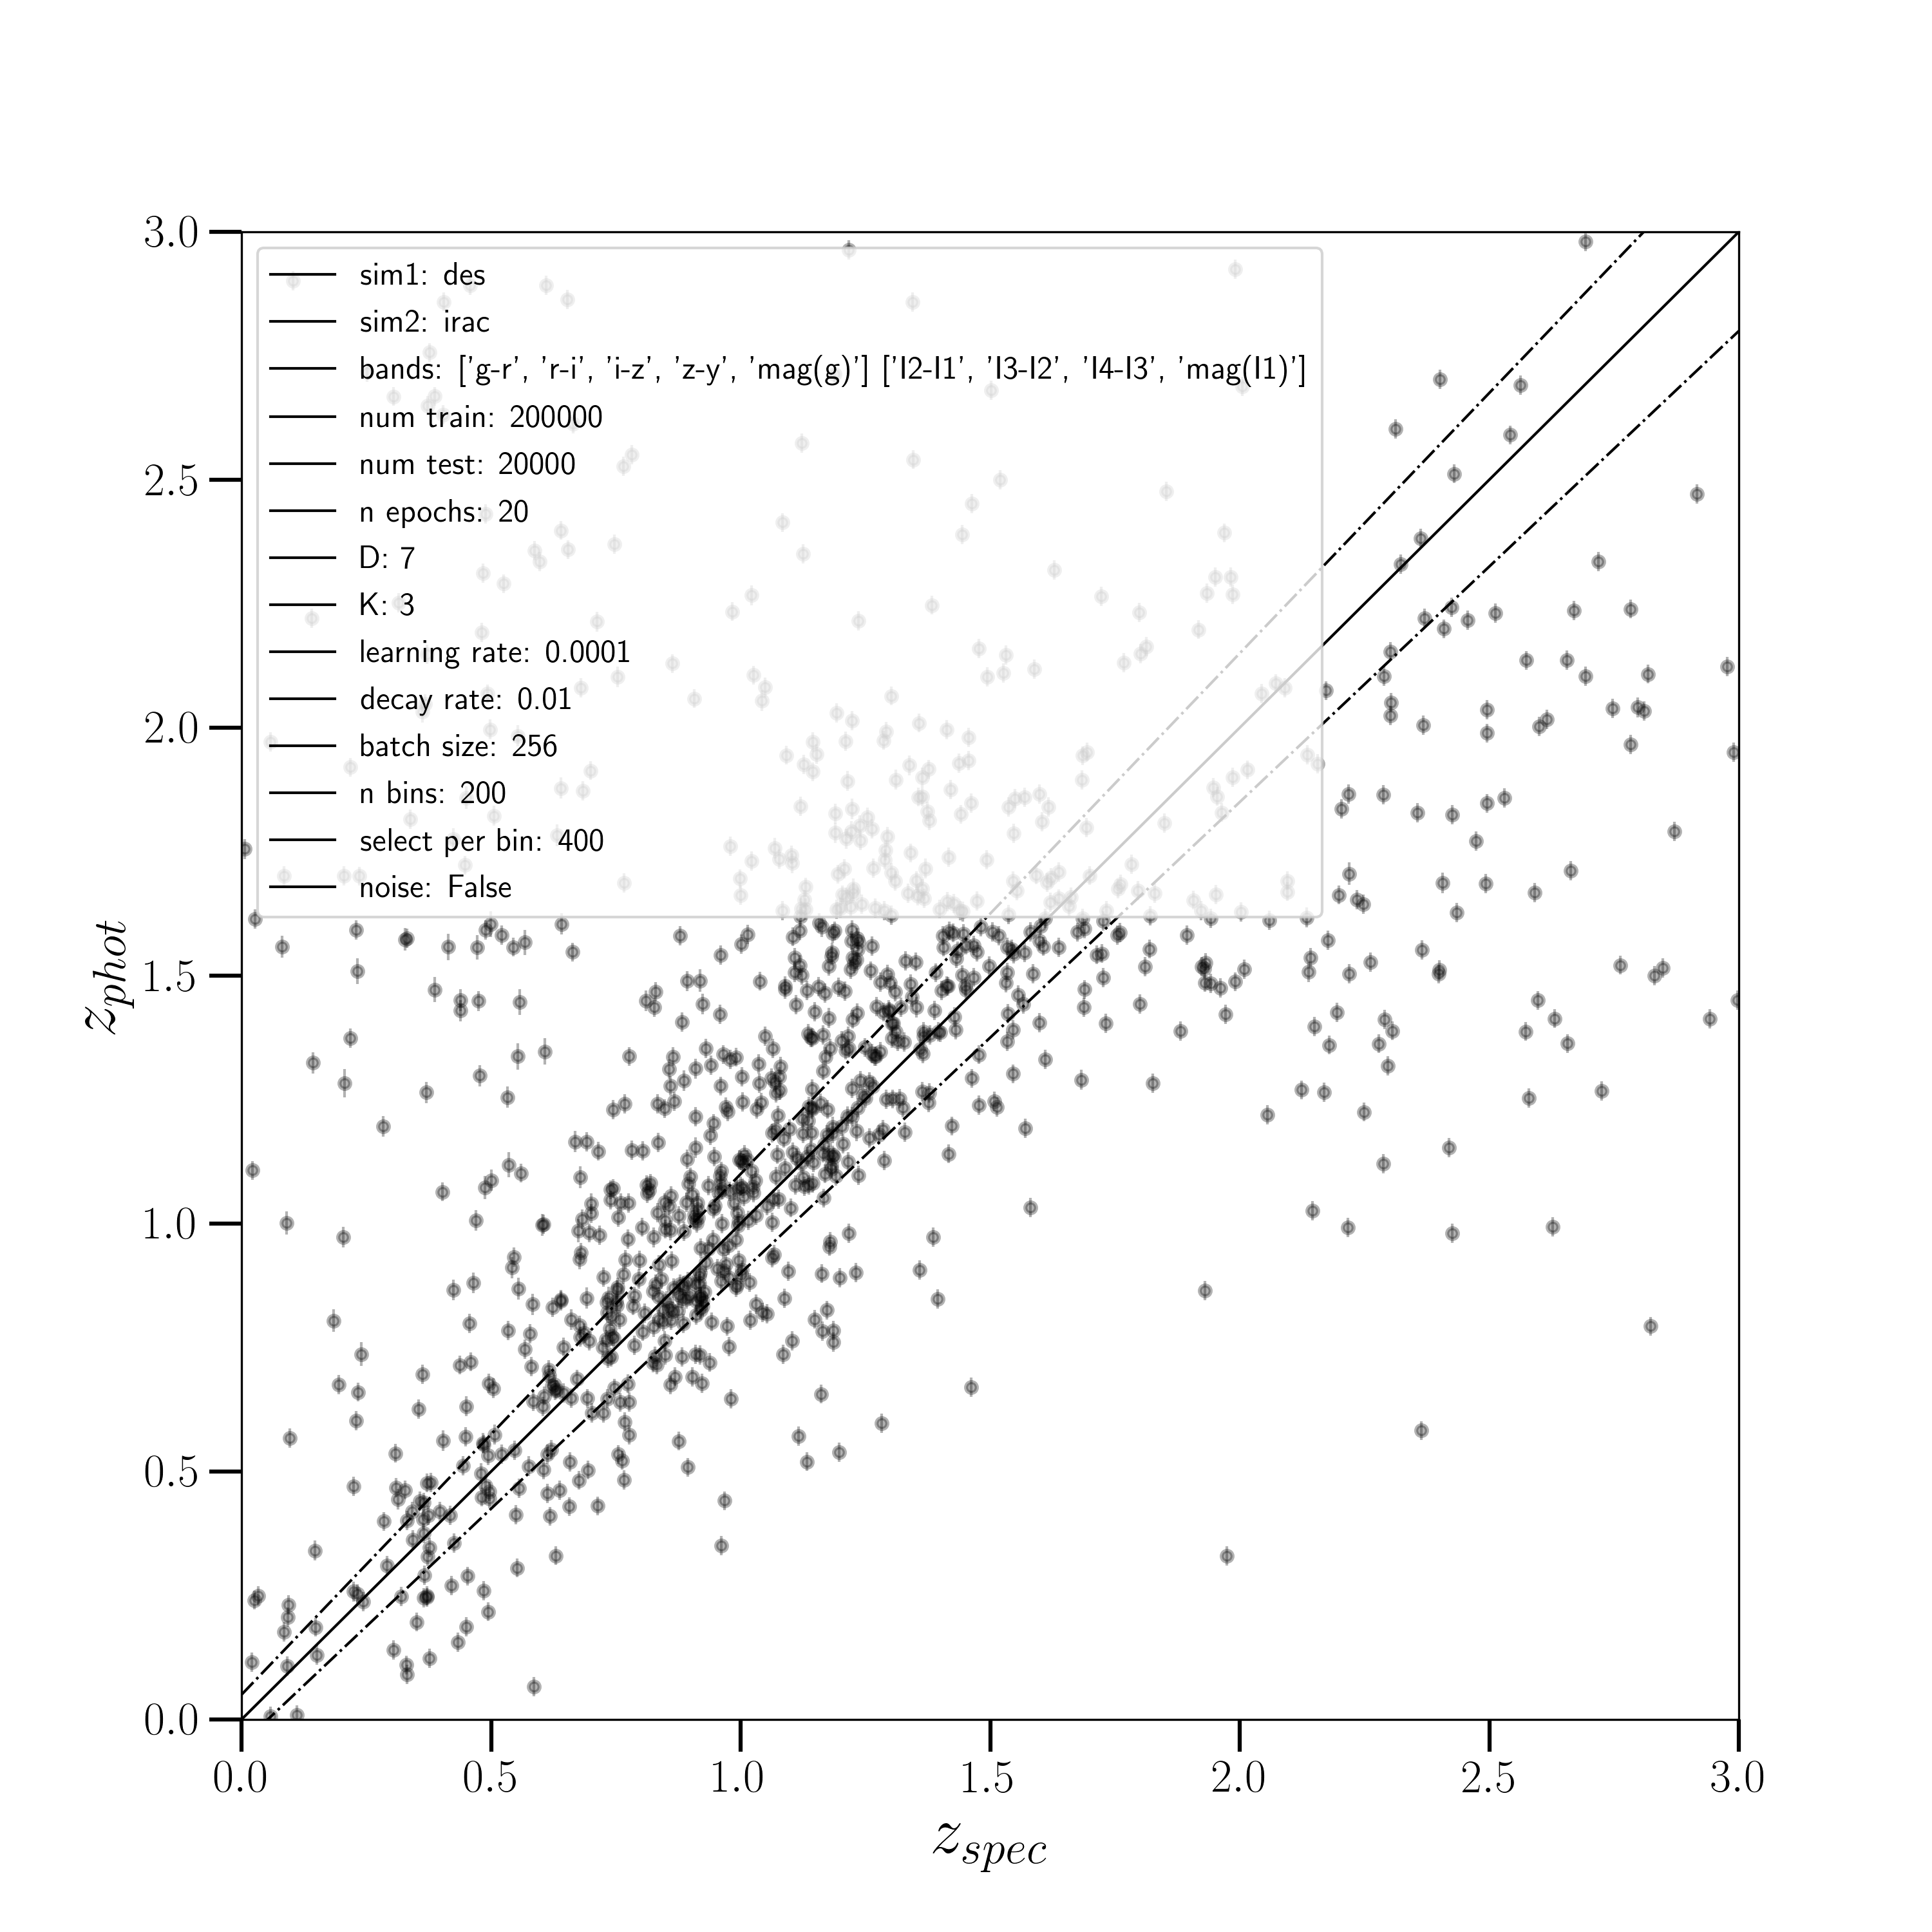 3.0
2.5
2.0
1.5
1.0
0.5
0.0
z_phot
sim1: des
sim2: irac
bands: ['g-r', 'r-i', 'i-z', 'z-y', 'mag(g)'] ['I2-I1', 'I3-I2', 'I4-I3', 'mag(I1)']
num train: 200000
num test: 20000
n epochs: 20
D: 7
K: 3
learning rate: 0.0001
decay rate: 0.01
batch size: 256
n bins: 200
select per bin: 400
noise: False
0.0 0.5 1.0 1.5 2.0 2.5 3.0
z_spec